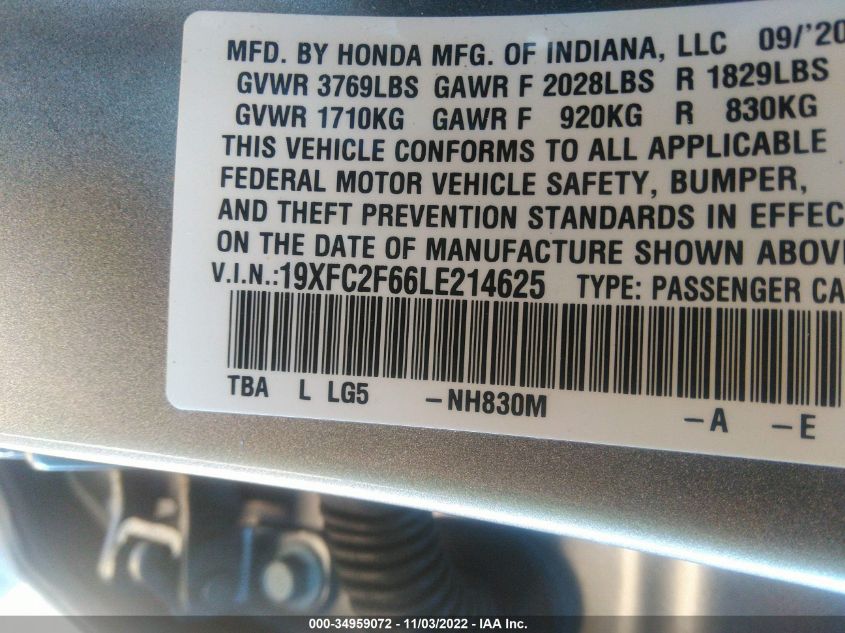 MFD. BY HONDA MFG. OF INDIANA, LLC 09/'20
GVWR 3769LBS GAWR F 2028LBS R 1829LBS
GVWR 1710KG GAWR F 920KG R 830KG
THIS VEHICLE CONFORMS TO ALL APPLICABLE
FEDERAL MOTOR VEHICLE SAFETY, BUMPER,
AND THEFT PREVENTION STANDARDS IN EFFEC
ON THE DATE OF MANUFACTURE SHOWN ABOVE
V.I.N.:19XFC2F66LE214625 TYPE: PASSENGER CA
TBA L LG5 –NH830M –A –E
000-34959072 — 11/03/2022 — IAA Inc.